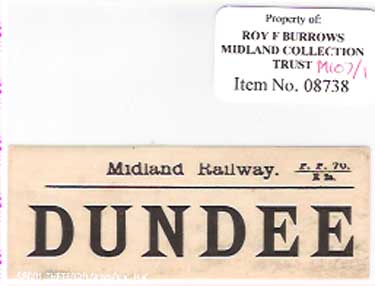 Property of:
ROY F BURROWS
MIDLAND COLLECTION
TRUST M107/1
Item No. 08738
Midland Railway.
DUNDEE